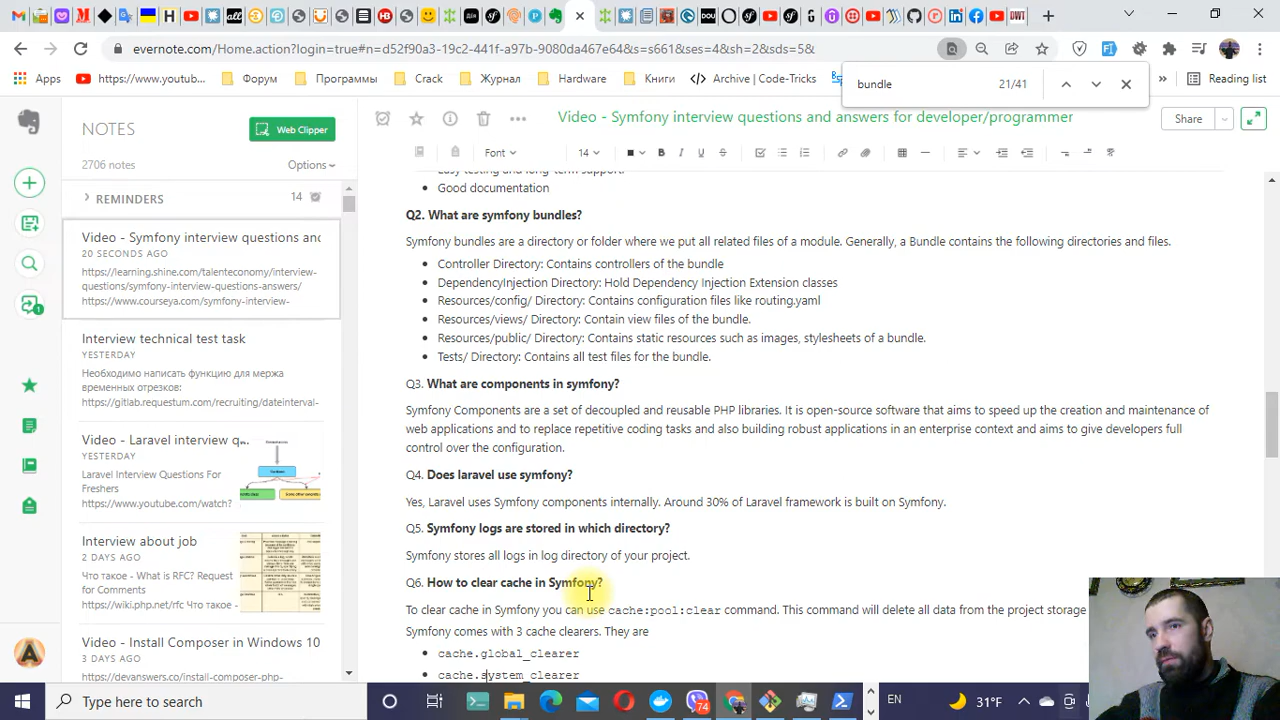 evernote.com/Home.action?login=true#n=d52f90a3-19c2-441f-a97b-9080da467e64&s=s661&ses=4&sh=2&sds=5&
Apps
https://www.youtub...
Форум
Crack
Журнал
Hardware
Книги
Archive | Code-Tricks
»
Reading list
bundle
21/41
NOTES
Web Clipper
2706 notes
Options
REMINDERS
14
Video - Symfony interview questions and
20 SECONDS AGO
https://learning.shine.com/talenteconomy/interview-
questions/symfony-interview-questions-answers/
https://www.courseya.com/symfony-interview-
Interview technical test task
YESTERDAY
Необходимо написать функцию для мержа
временных отрезков:
https://gitlab.requestum.com/recruiting/dateinterval-
Video - Laravel interview q...
YESTERDAY
Laravel Interview Questions For
Freshers
https://www.youtube.com/watch?
Interview about job
2 DAYS AGO
Что такое - What is RFC? Request
for Comments
https://wiki.php.net/rfc Что такое -
Video - Install Composer in Windows 10
3 DAYS AGO
https://devanswers.co/install-composer-php-
Video - Symfony interview questions and answers for developer/programmer
Share
Font
14
Easy testing and long-term support.
Good documentation
Q2. What are symfony bundles?
Symfony bundles are a directory or folder where we put all related files of a module. Generally, a Bundle contains the following directories and files.
Controller Directory: Contains controllers of the bundle
DependencyInjection Directory: Hold Dependency Injection Extension classes
Resources/config/ Directory: Contains configuration files like routing.yaml
Resources/views/ Directory: Contain view files of the bundle.
Resources/public/ Directory: Contains static resources such as images, stylesheets of a bundle.
Tests/ Directory: Contains all test files for the bundle.
Q3. What are components in symfony?
Symfony Components are a set of decoupled and reusable PHP libraries. It is open-source software that aims to speed up the creation and maintenance of
web applications and to replace repetitive coding tasks and also building robust applications in an enterprise context and aims to give developers full
control over the configuration.
Q4. Does laravel use symfony?
Yes, Laravel uses Symfony components internally. Around 30% of Laravel framework is built on Symfony.
Q5. Symfony logs are stored in which directory?
Symfony stores all logs in log directory of your project.
Q6. How to clear cache in Symfony?
To clear cache in Symfony you can use cache:pool:clear command. This command will delete all data from the project storage
Symfony comes with 3 cache clearers. They are
cache.global_clearer
cache.system_clearer
Type here to search
74
31°F
EN